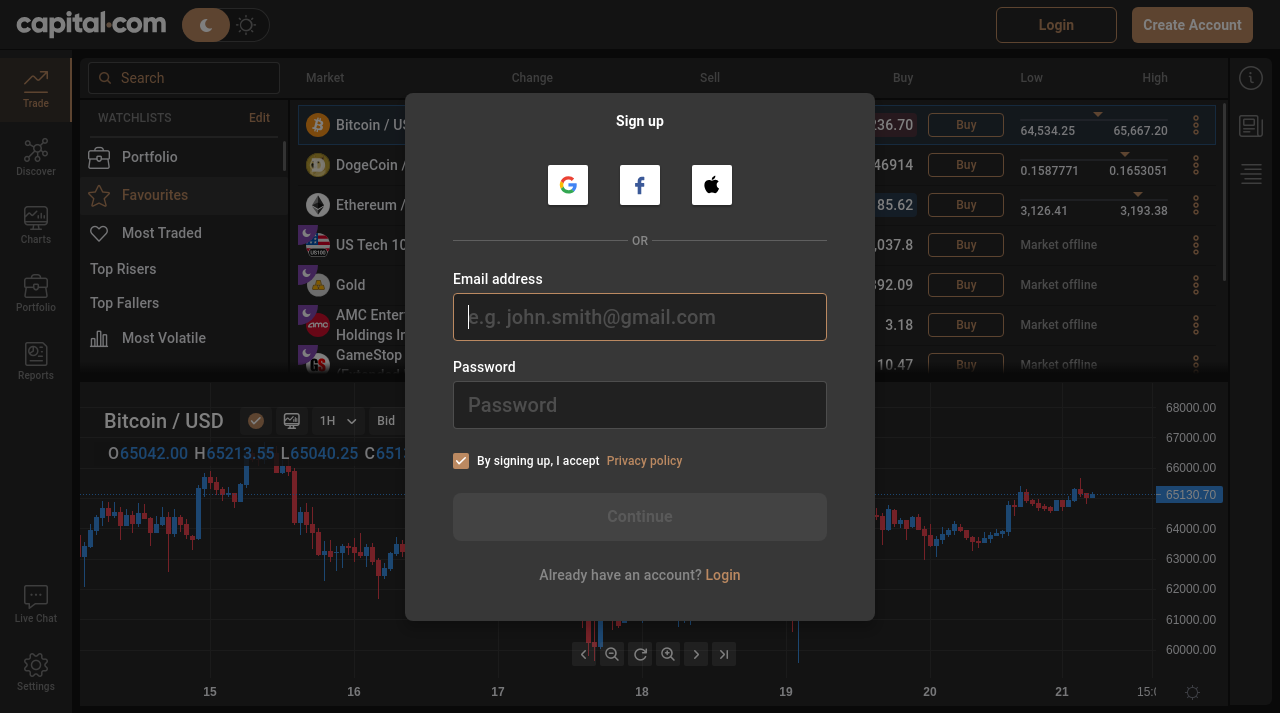 capital.com
Login
Create Account
Search
Market
Change
Sell
Buy
Low
High
Trade
Discover
Charts
Portfolio
Reports
Live Chat
Settings
WATCHLISTS
Edit
Portfolio
Favourites
Most Traded
Top Risers
Top Fallers
Most Volatile
Bitcoin / US
236.70
Buy
64,534.25
65,667.20
DogeCoin /
46914
Buy
0.1587771
0.1653051
Ethereum /
85.62
Buy
3,126.41
3,193.38
US Tech 10
,037.8
Buy
Market offline
Gold
392.09
Buy
Market offline
AMC Enter
Holdings In
3.18
Buy
Market offline
GameStop
10.47
Buy
Market offline
Sign up
OR
Email address
e.g. john.smith@gmail.com
Password
Password
By signing up, I accept Privacy policy
Continue
Already have an account? Login
Bitcoin / USD
1H
Bid
O65042.00 H65213.55 L65040.25 C6513
68000.00
67000.00
66000.00
65130.70
64000.00
63000.00
62000.00
61000.00
60000.00
15
16
17
18
19
20
21
15:0